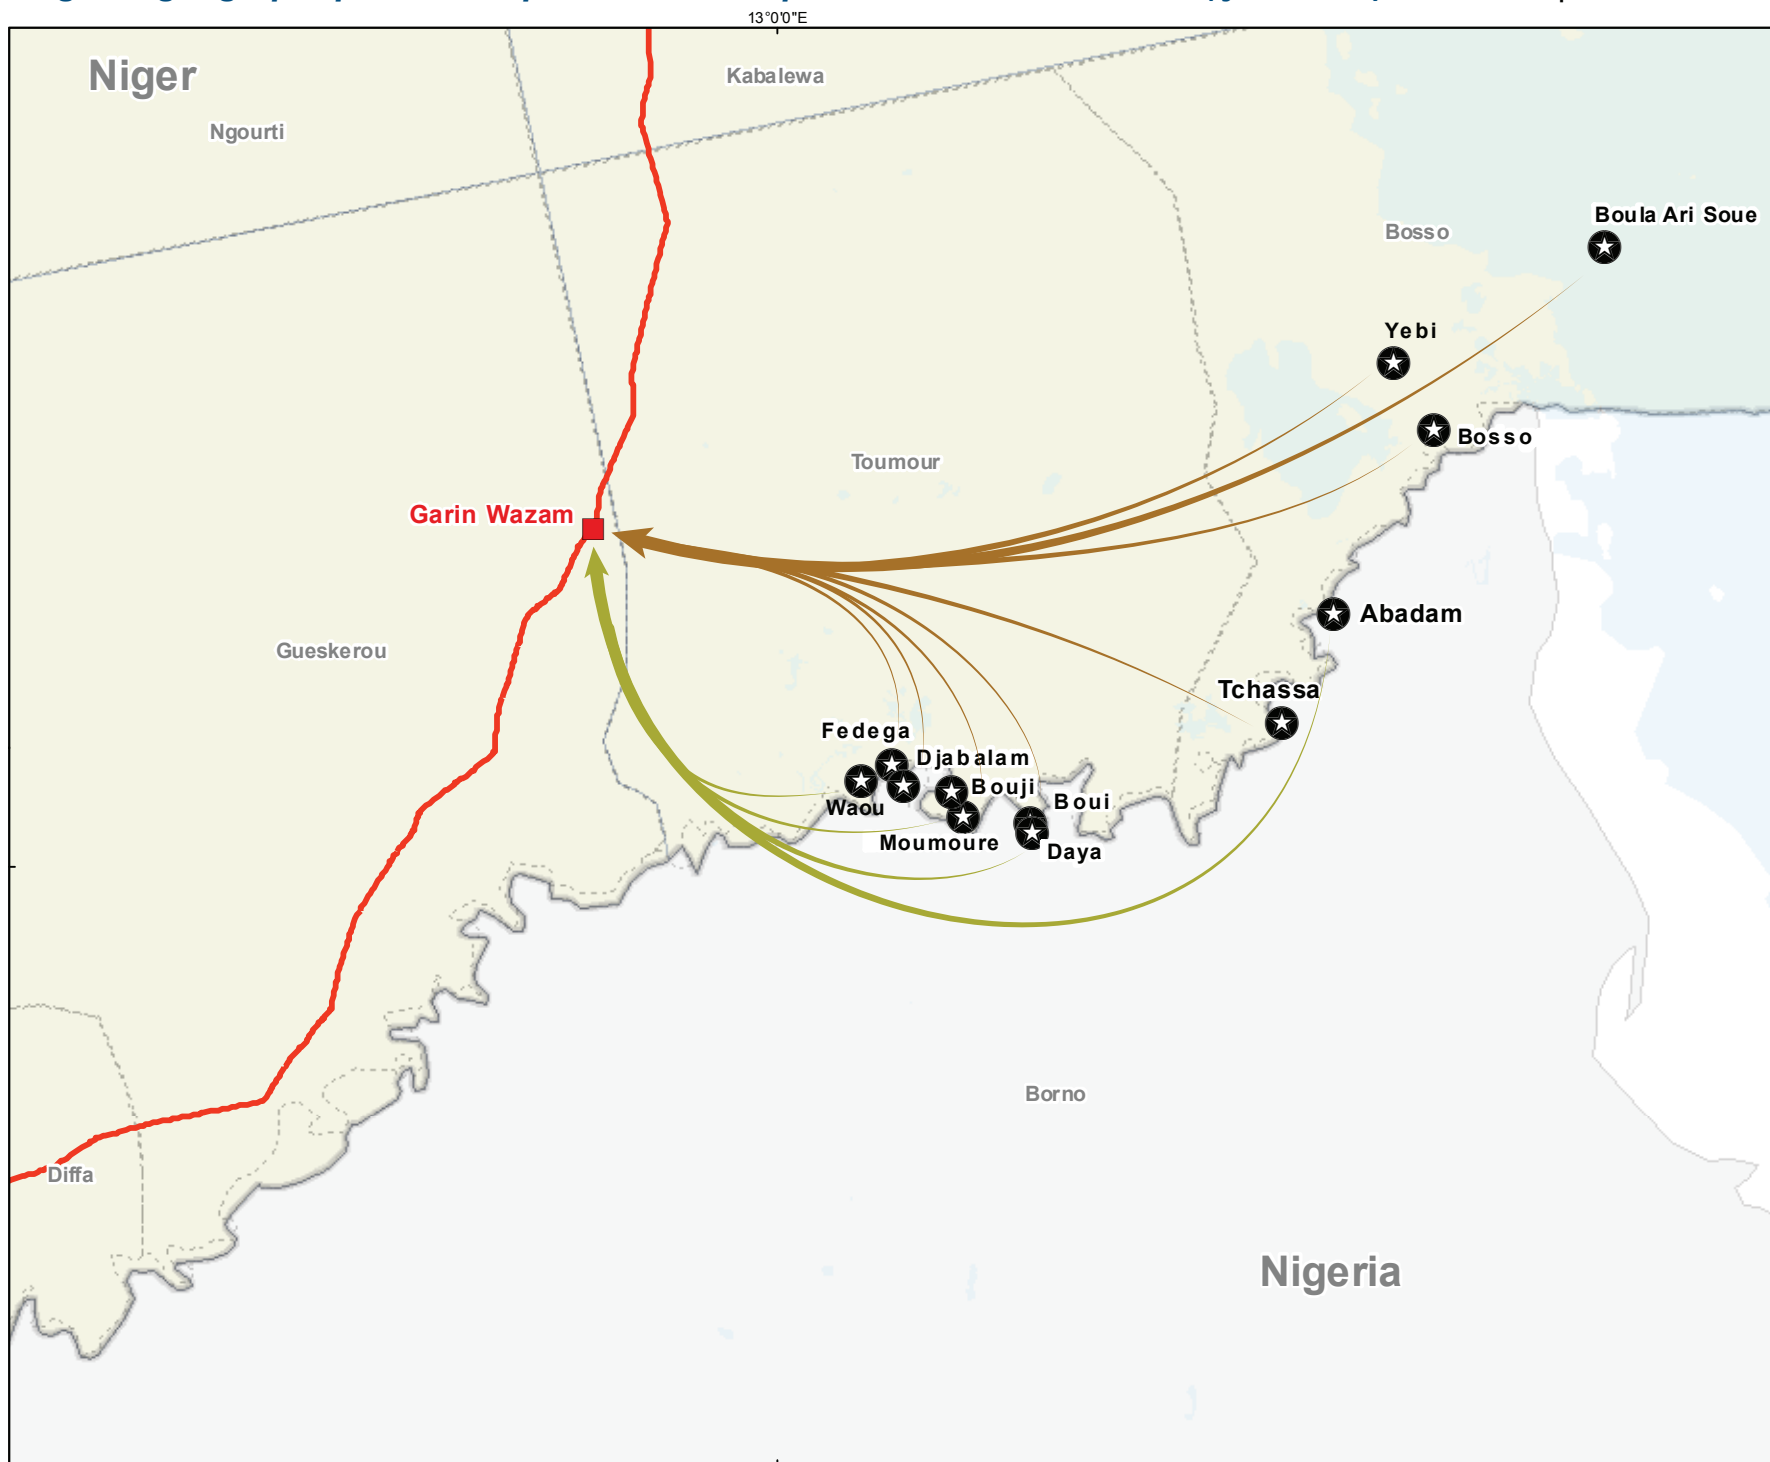 13°0'0"E
Niger
Kabalewa
Ngourti
Boula Ari Soue
Bosso
Yebi
Bosso
Toumour
Garin Wazam
Abadam
Gueskerou
Tchassa
Fedega
Djabalam
Bouji
Waou
Boui
Moumoure
Daya
Borno
Diffa
Nigeria